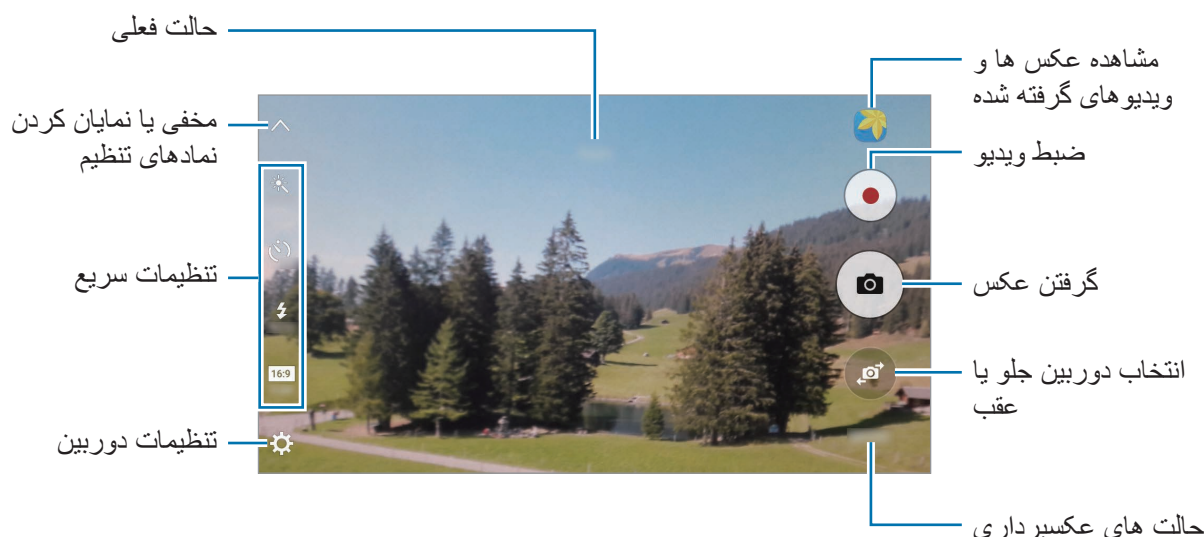 حالت فعلی
مشاهده عکس ها و
ویدیوهای گرفته شده
مخفی یا نمایان کردن
نمادهای تنظیم
ضبط ویدیو
تنظیمات سریع
گرفتن عکس
16:9
انتخاب دوربین جلو یا
عقب
تنظیمات دوربین
حالت های عکسبرداری